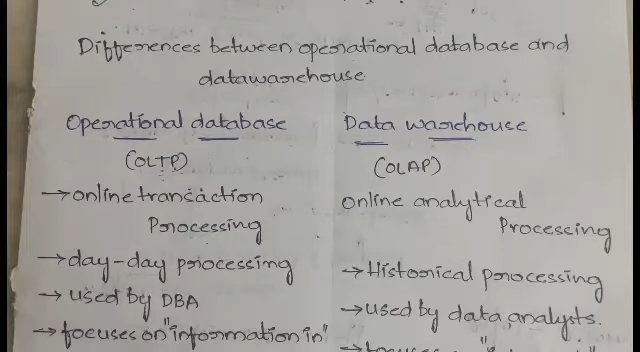 Differences between operational database and
datawarehouse.
Operational database
(OLTP)
→ online transaction
Processing
→ day-day processing
→ used by DBA
→ focuses on "information in"
Data warehouse
(OLAP)
online analytical
Processing
→ Historical processing
→ used by data analysts.